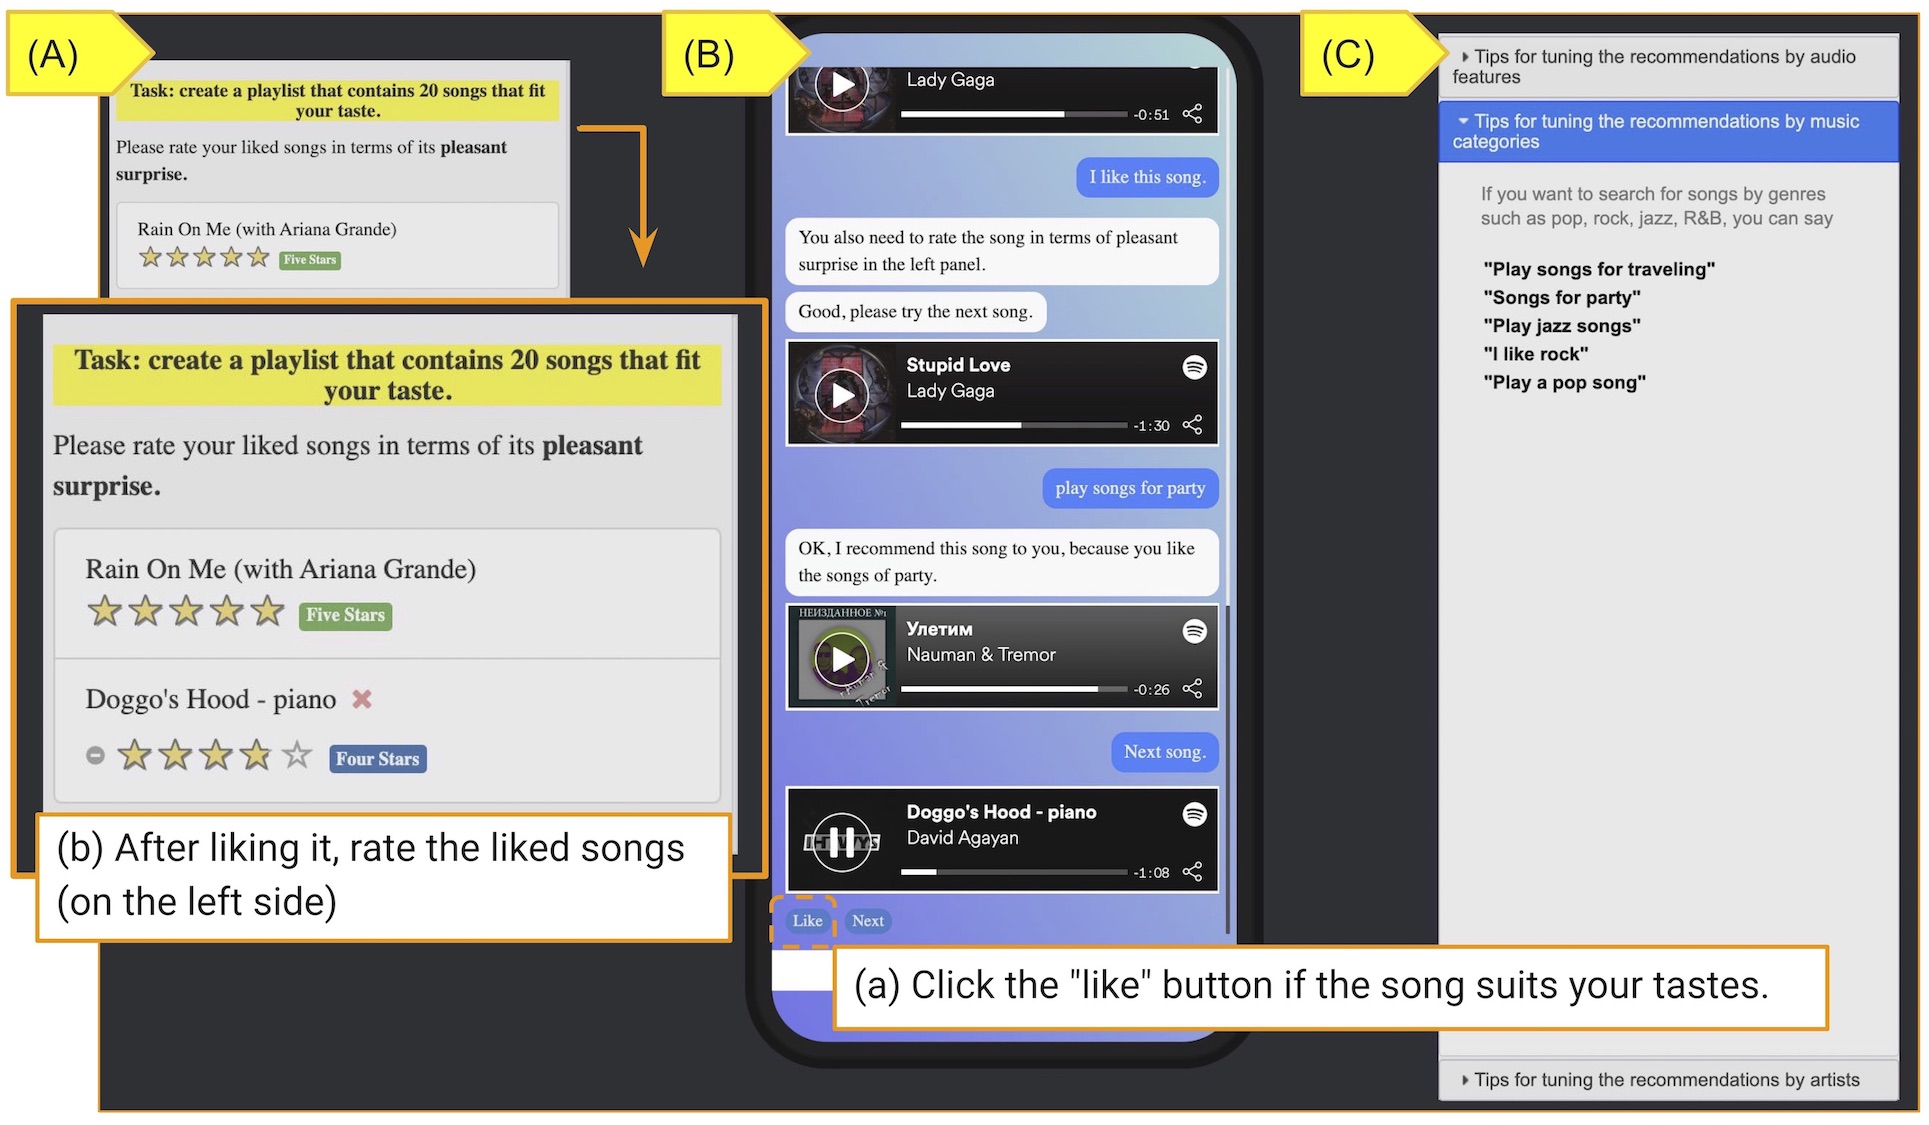 (A)
Task: create a playlist that contains 20 songs that fit
your taste.
Please rate your liked songs in terms of its pleasant
surprise.
Rain On Me (with Ariana Grande)
Five Stars
Task: create a playlist that contains 20 songs that fit
your taste.
Please rate your liked songs in terms of its pleasant
surprise.
Rain On Me (with Ariana Grande)
Five Stars
Doggo's Hood - piano
Four Stars
(b) After liking it, rate the liked songs
(on the left side)
(B)
Lady Gaga
-0:51
I like this song.
You also need to rate the song in terms of pleasant
surprise in the left panel.
Good, please try the next song.
Stupid Love
Lady Gaga
-1:30
play songs for party
OK, I recommend this song to you, because you like
the songs of party.
НЕИЗДАННОЕ №1
Улетим
Nauman & Tremor
-0:26
Next song.
Doggo's Hood - piano
David Agayan
-1:08
Like
Next
(a) Click the "like" button if the song suits your tastes.
(C)
Tips for tuning the recommendations by audio
features
Tips for tuning the recommendations by music
categories
If you want to search for songs by genres
such as pop, rock, jazz, R&B, you can say
"Play songs for traveling"
"Songs for party"
"Play jazz songs"
"I like rock"
"Play a pop song"
Tips for tuning the recommendations by artists